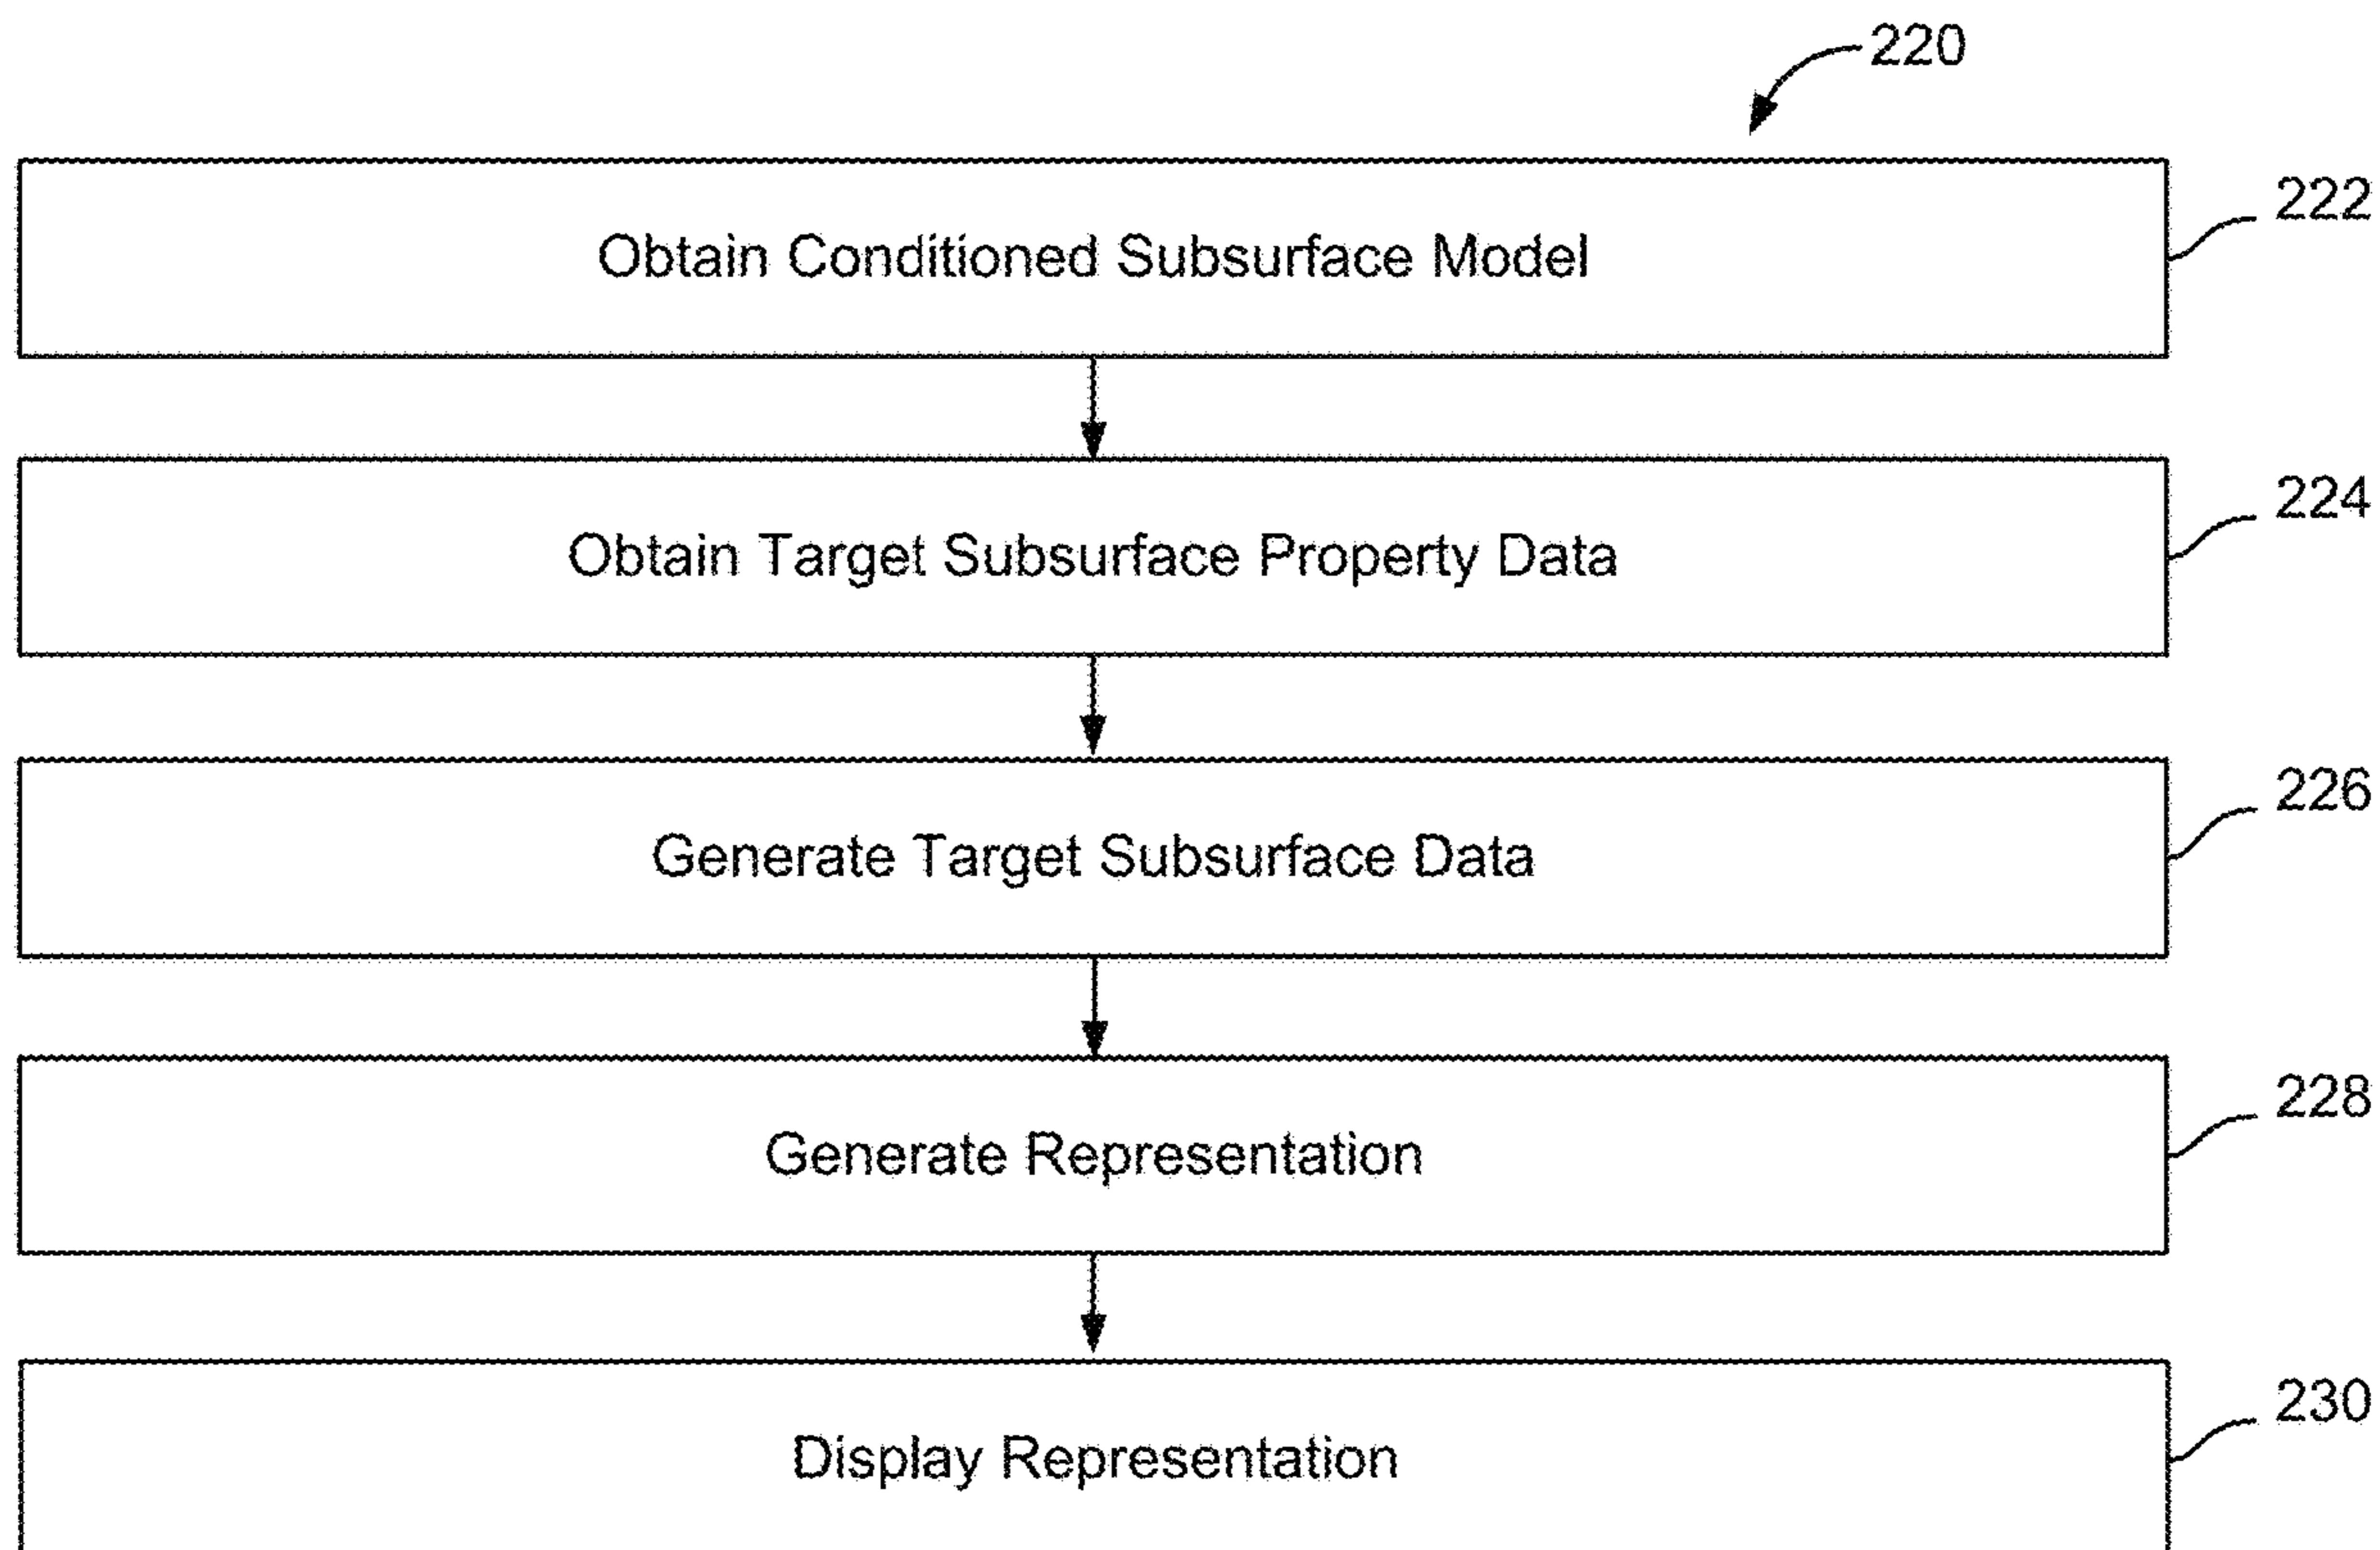 220
222
Obtain Conditioned Subsurface Model
224
Obtain Target Subsurface Property Data
226
Generate Target Subsurface Data
228
Generate Representation
230
Display Representation